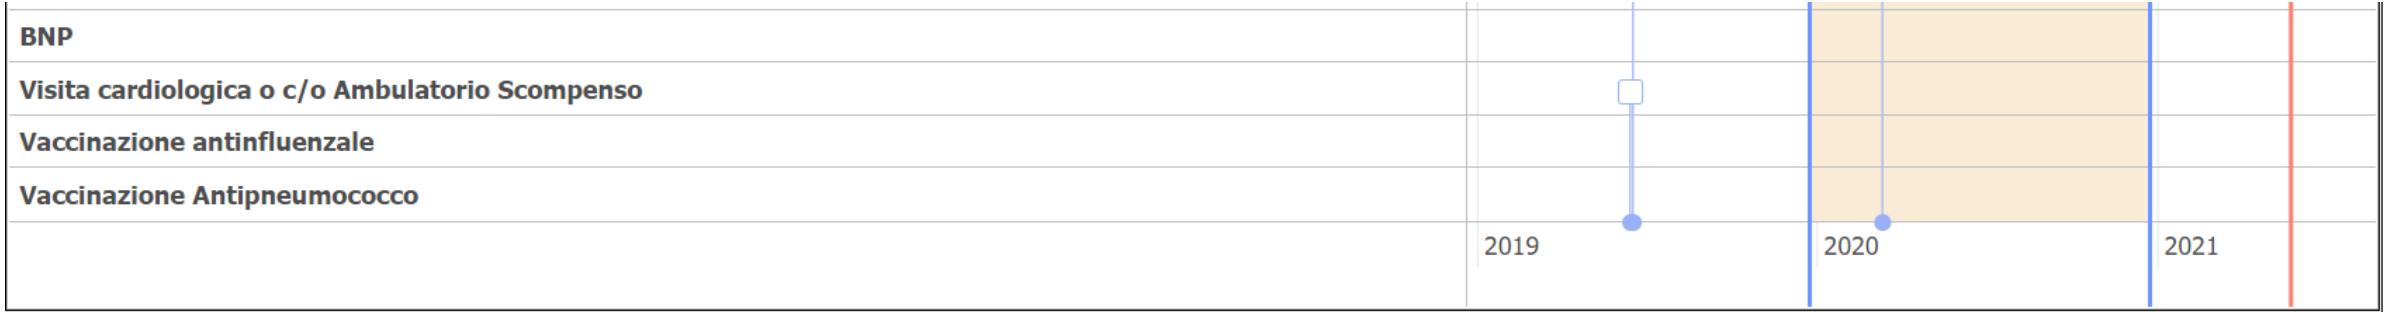 BNP
Visita cardiologica o c/o Ambulatorio Scompenso
Vaccinazione antinfluenzale
Vaccinazione Antipneumococco
2019 2020 2021